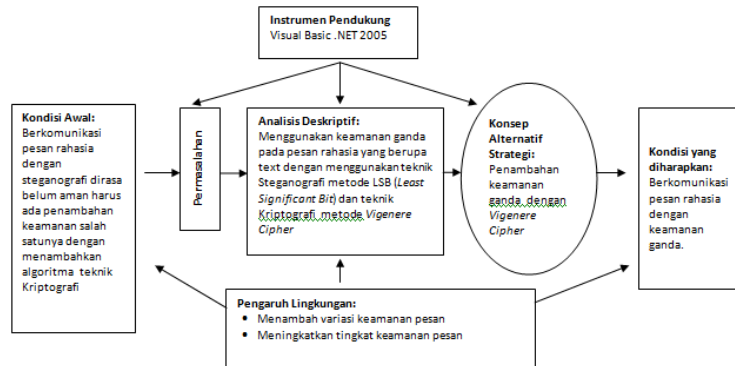 Instrumen Pendukung
Visual Basic .NET 2005
Kondisi Awal:
Berkomunikasi
pesan rahasia
dengan
steganografi dirasa
belum aman harus
ada penambahan
keamanan salah
satunya dengan
menambahkan
algoritma teknik
Kriptografi
Permasalahan
Analisis Deskriptif:
Menggunakan keamanan ganda
pada pesan rahasia yang berupa
text dengan menggunakan teknik
Steganografi metode LSB (Least
Significant Bit) dan teknik
Kriptografi metode Vigenere
Cipher
Konsep
Alternatif
Strategi:
Penambahan
keamanan
ganda dengan
Vigenere
Cipher
Kondisi yang
diharapkan:
Berkomunikasi
pesan rahasia
dengan
keamanan
ganda.
Pengaruh Lingkungan:
• Menambah variasi keamanan pesan
• Meningkatkan tingkat keamanan pesan